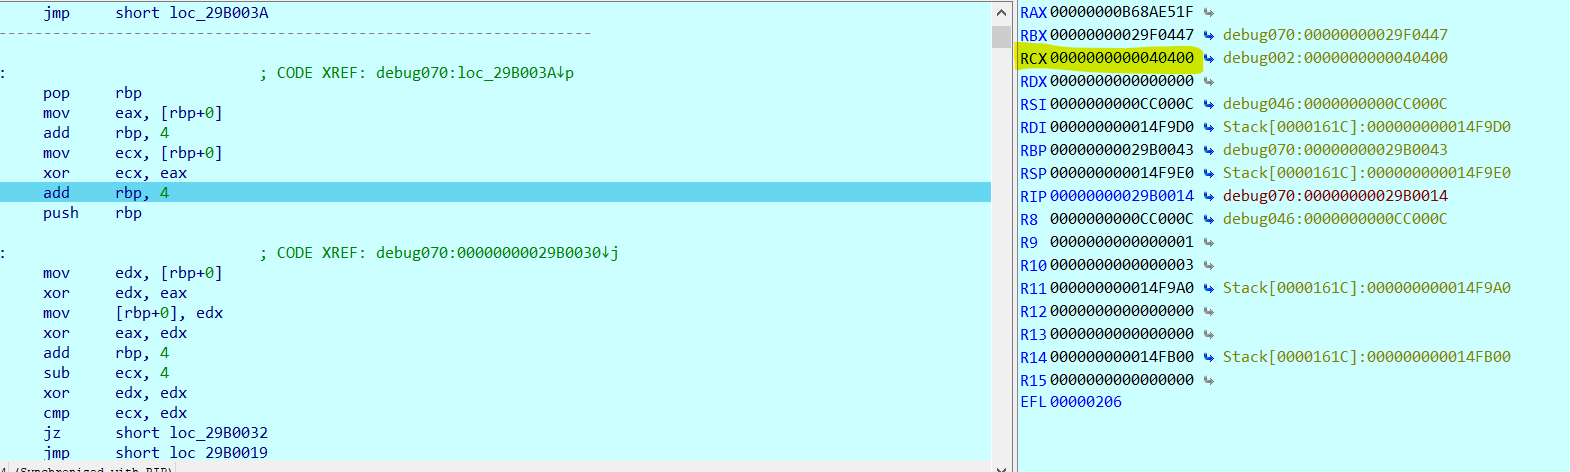 jmp short loc_29B003A
---------------------------------------------------------------
: ; CODE XREF: debug070:loc_29B003A↓p
pop rbp
mov eax, [rbp+0]
add rbp, 4
mov ecx, [rbp+0]
xor ecx, eax
add rbp, 4
push rbp
: ; CODE XREF: debug070:00000000029B0030↓j
mov edx, [rbp+0]
xor edx, eax
mov [rbp+0], edx
xor eax, edx
add rbp, 4
sub ecx, 4
xor edx, edx
cmp ecx, edx
jz short loc_29B0032
jmp short loc_29B0019
4 (Synchronized with RIP)
RAX 00000000B68AE51F
RBX 00000000029F0447 debug070:00000000029F0447
RCX 0000000000040400 debug002:0000000000040400
RDX 0000000000000000
RSI 0000000000CC000C debug046:0000000000CC000C
RDI 000000000014F9D0 Stack[0000161C]:000000000014F9D0
RBP 00000000029B0043 debug070:00000000029B0043
RSP 000000000014F9E0 Stack[0000161C]:000000000014F9E0
RIP 00000000029B0014 debug070:00000000029B0014
R8 0000000000CC000C debug046:0000000000CC000C
R9 0000000000000001
R10 0000000000000003
R11 000000000014F9A0 Stack[0000161C]:000000000014F9A0
R12 0000000000000000
R13 0000000000000000
R14 000000000014FB00 Stack[0000161C]:000000000014FB00
R15 0000000000000000
EFL 00000206